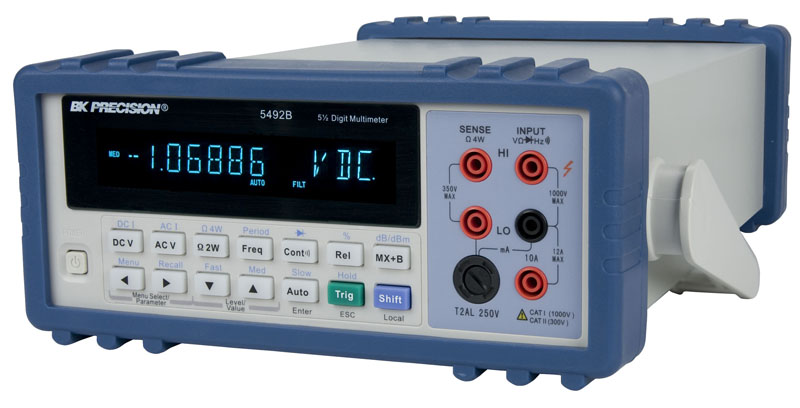 BK PRECISION®
5492B
5½ Digit Multimeter
MED
-1.06886 VDC.
AUTO
FILT
DC I
AC I
Ω 4W
Period
%
dB/dBm
DC V
AC V
Ω 2W
Freq
Cont
Rel
MX+B
Menu
Recall
Fast
Med
Slow
Hold
Auto
Trig
Shift
Menu Select/
Parameter
Level/
Value
Enter
ESC
Local
SENSE
Ω 4W
INPUT
VΩ Hz
HI
350V
MAX
1000V
MAX
LO
mA
10A
12A
MAX
T2AL 250V
CAT I (1000V)
CAT II (300V)